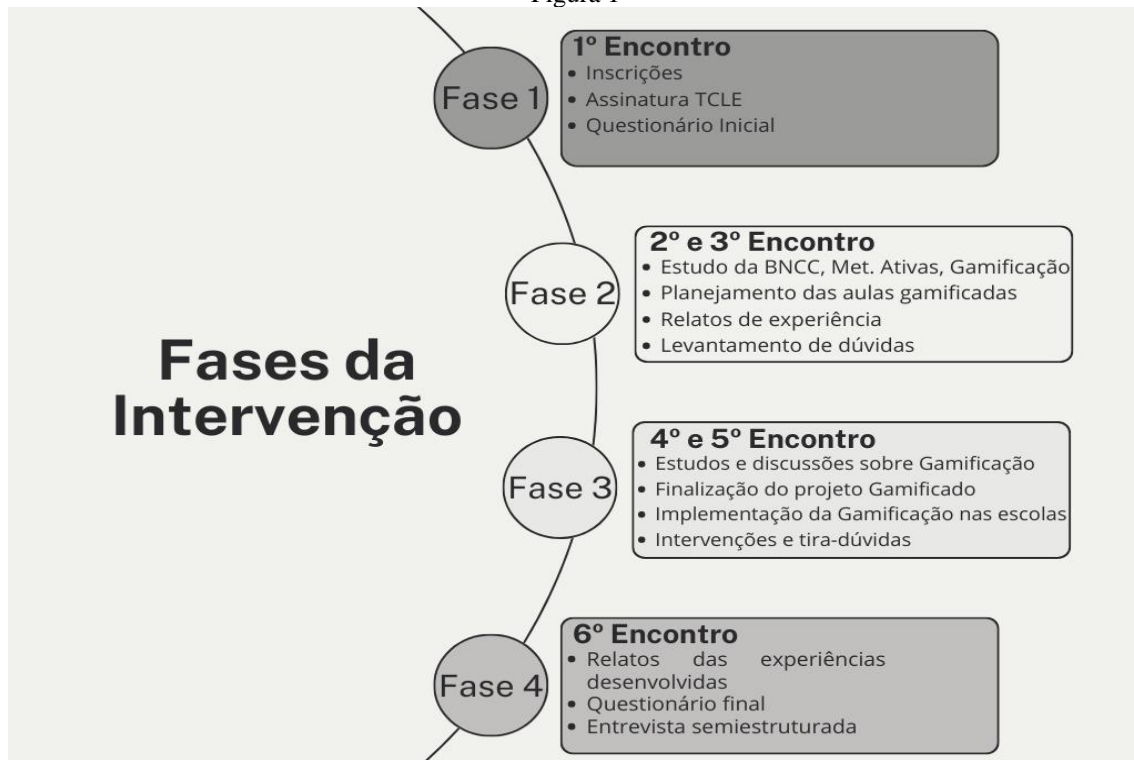 Figura 1
Fases da
Intervenção
Fase 1
1º Encontro
• Inscrições
• Assinatura TCLE
• Questionário Inicial
Fase 2
2º e 3º Encontro
• Estudo da BNCC, Met. Ativas, Gamificação
• Planejamento das aulas gamificadas
• Relatos de experiência
• Levantamento de dúvidas
Fase 3
4º e 5º Encontro
• Estudos e discussões sobre Gamificação
• Finalização do projeto Gamificado
• Implementação da Gamificação nas escolas
• Intervenções e tira-dúvidas
Fase 4
6º Encontro
• Relatos das experiências
desenvolvidas
• Questionário final
• Entrevista semiestruturada